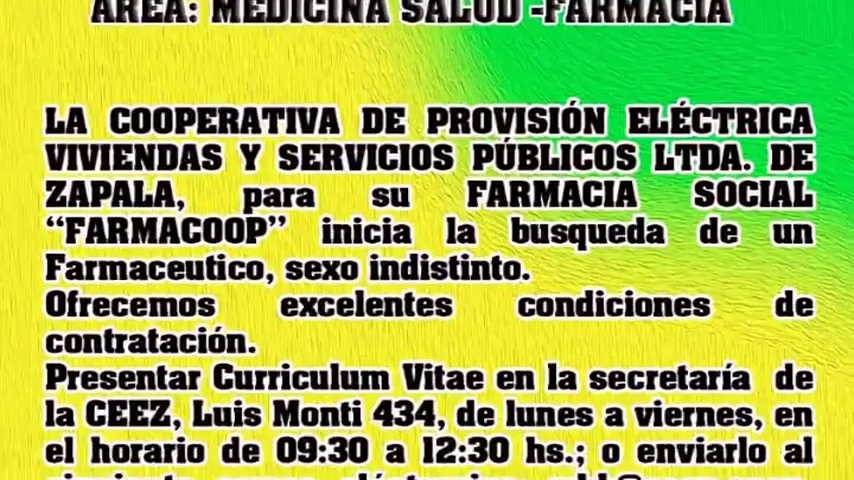 AREA: MEDICINA SALUD -FARMACIA
LA COOPERATIVA DE PROVISIÓN ELÉCTRICA
VIVIENDAS Y SERVICIOS PÚBLICOS LTDA. DE
ZAPALA, para su FARMACIA SOCIAL
“FARMACOOP” inicia la busqueda de un
Farmaceutico, sexo indistinto.
Ofrecemos excelentes condiciones de
contratación.
Presentar Curriculum Vitae en la secretaría de
la CEEZ, Luis Monti 434, de lunes a viernes, en
el horario de 09:30 a 12:30 hs.; o enviarlo al